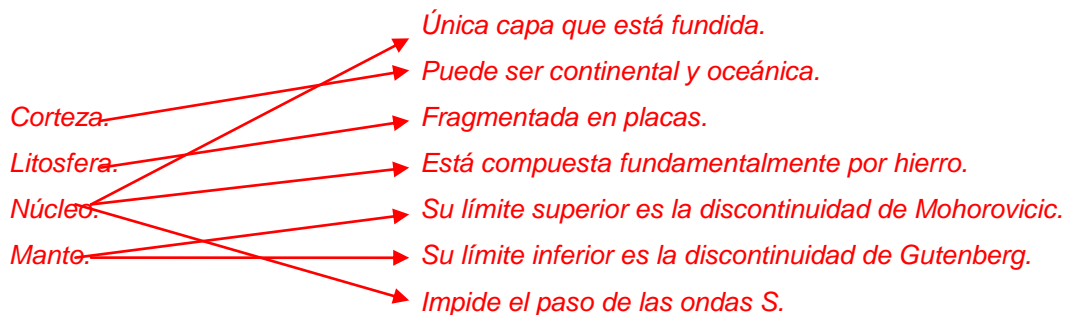 Única capa que está fundida.
Puede ser continental y oceánica.
Corteza.
Fragmentada en placas.
Litosfera.
Está compuesta fundamentalmente por hierro.
Núcleo.
Su límite superior es la discontinuidad de Mohorovicic.
Manto.
Su límite inferior es la discontinuidad de Gutenberg.
Impide el paso de las ondas S.